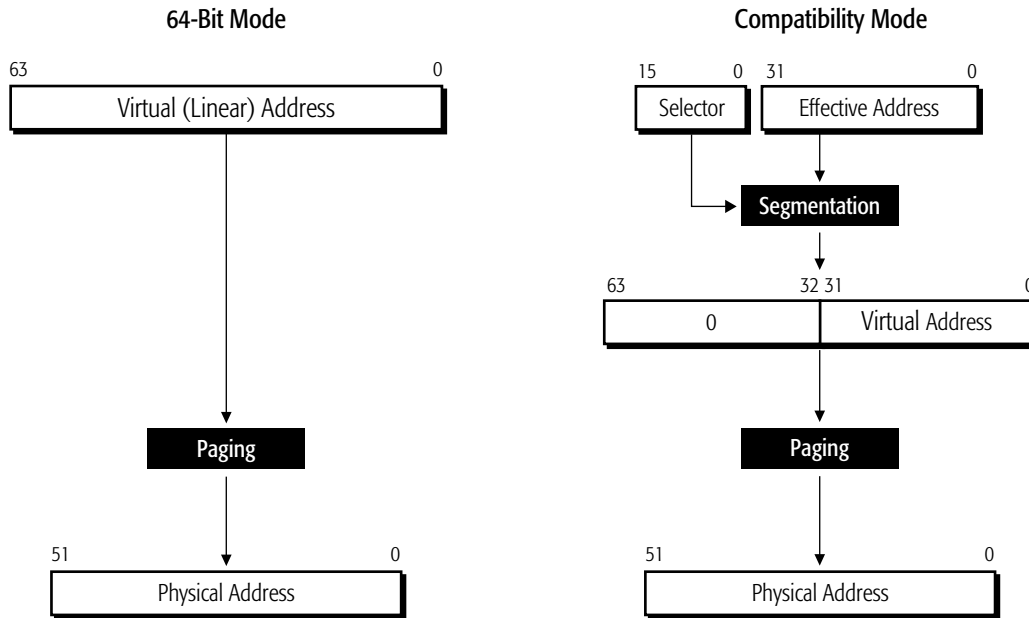 64-Bit Mode
63 0
Virtual (Linear) Address
Paging
51 0
Physical Address
Compatibility Mode
15 0 31 0
Selector Effective Address
Segmentation
63 32 31 0
0 Virtual Address
Paging
51 0
Physical Address